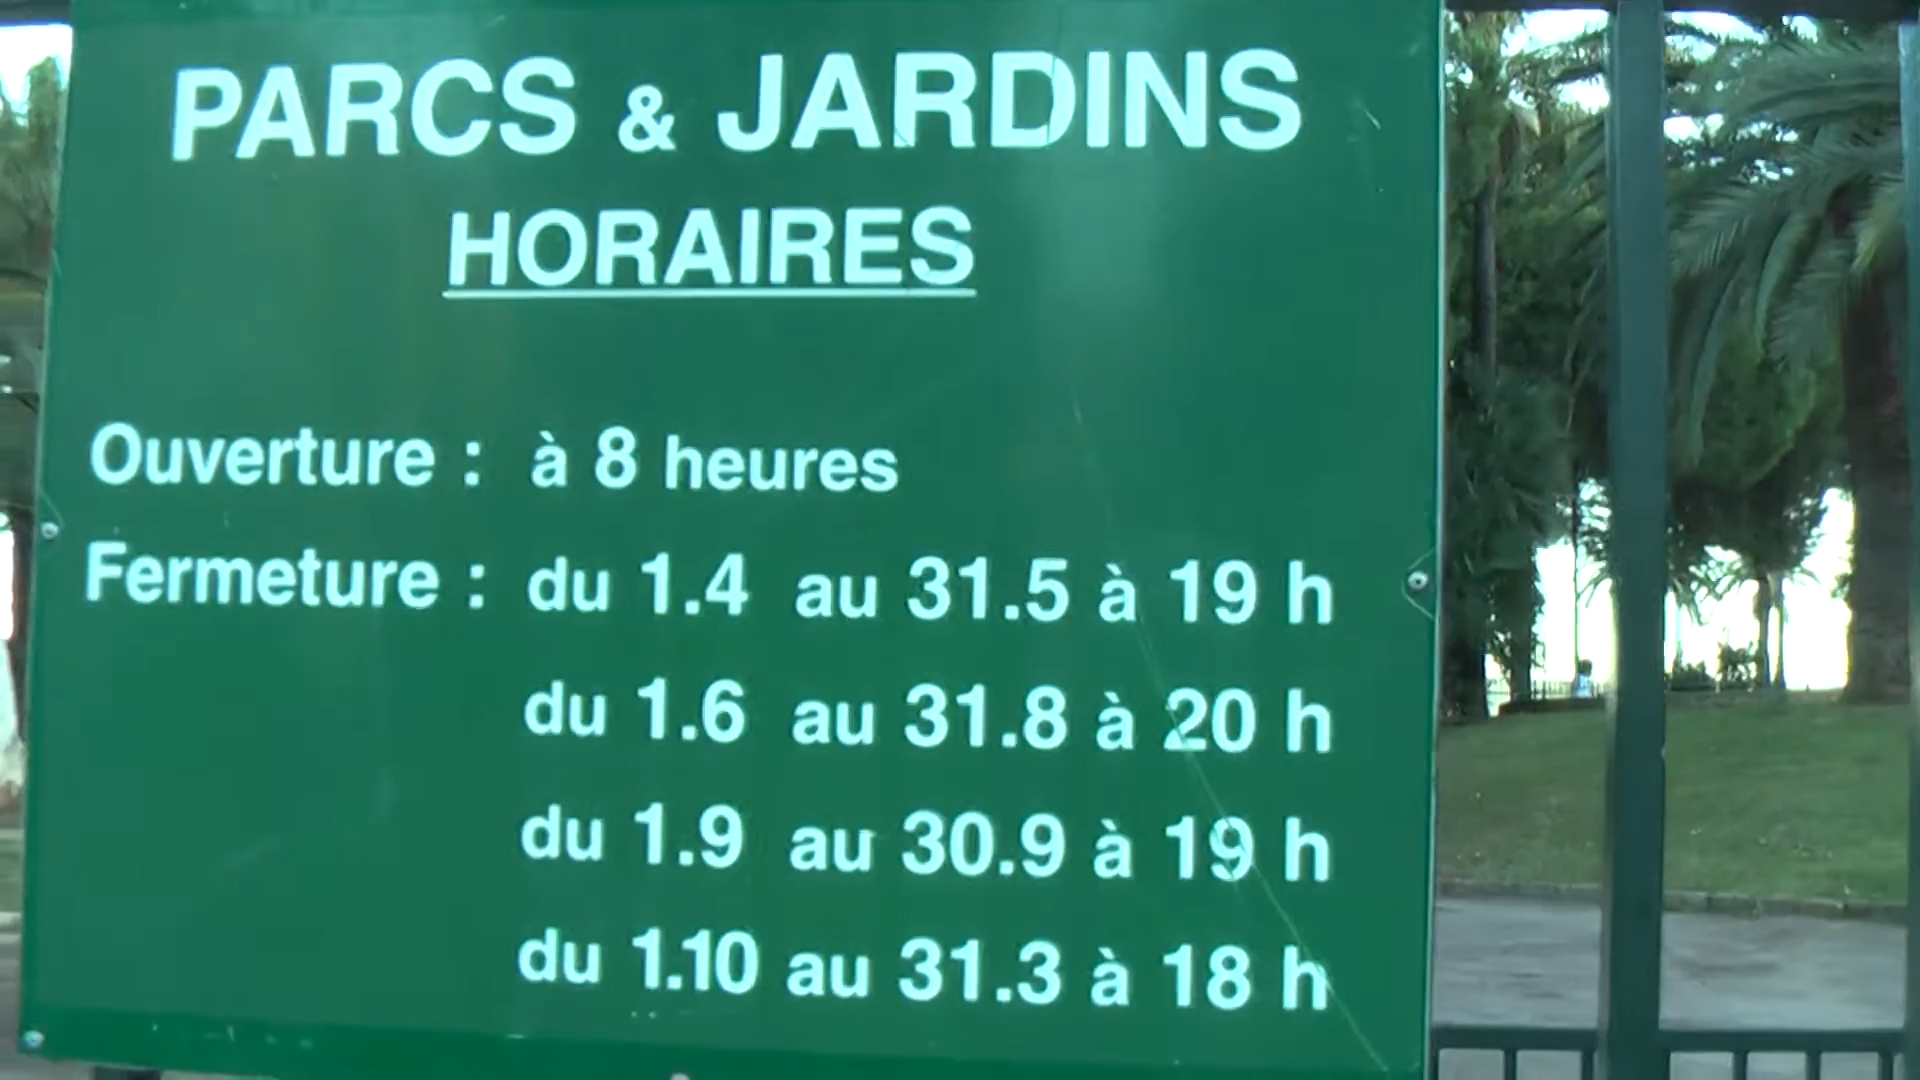 PARCS & JARDINS
HORAIRES
Ouverture : à 8 heures
Fermeture : du 1.4 au 31.5 à 19 h
du 1.6 au 31.8 à 20 h
du 1.9 au 30.9 à 19 h
du 1.10 au 31.3 à 18 h